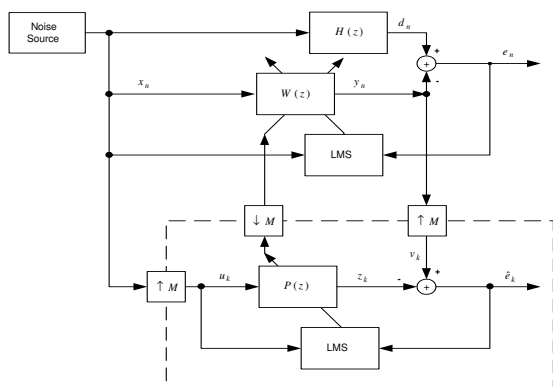 Noise
Source
H(z)
d_n
+
+
e_n
-
x_n
W(z)
y_n
LMS
↓ M
↑ M
v_k
↑ M
u_k
P(z)
z_k
-
+
+
ê_k
LMS